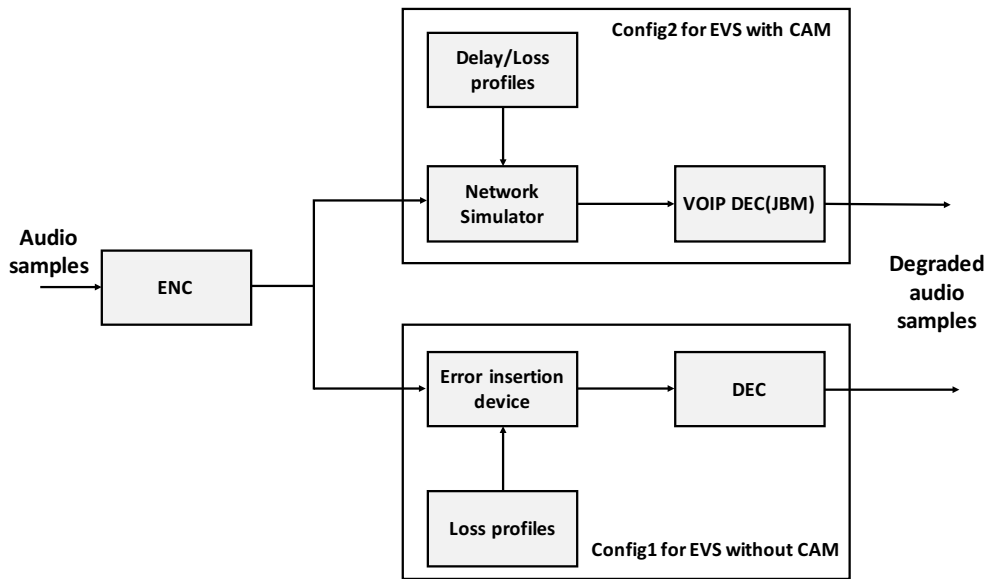 Config2 for EVS with CAM
Delay/Loss
profiles
Network
Simulator
VOIP DEC(JBM)
Audio
samples
ENC
Degraded
audio
samples
Error insertion
device
DEC
Loss profiles
Config1 for EVS without CAM